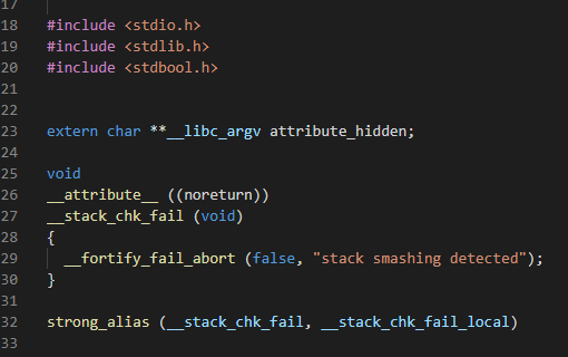 17
18 #include <stdio.h>
19 #include <stdlib.h>
20 #include <stdbool.h>
21
22
23 extern char **__libc_argv attribute_hidden;
24
25 void
26 __attribute__ ((noreturn))
27 __stack_chk_fail (void)
28 {
29   __fortify_fail_abort (false, "stack smashing detected");
30 }
31
32 strong_alias (__stack_chk_fail, __stack_chk_fail_local)
33